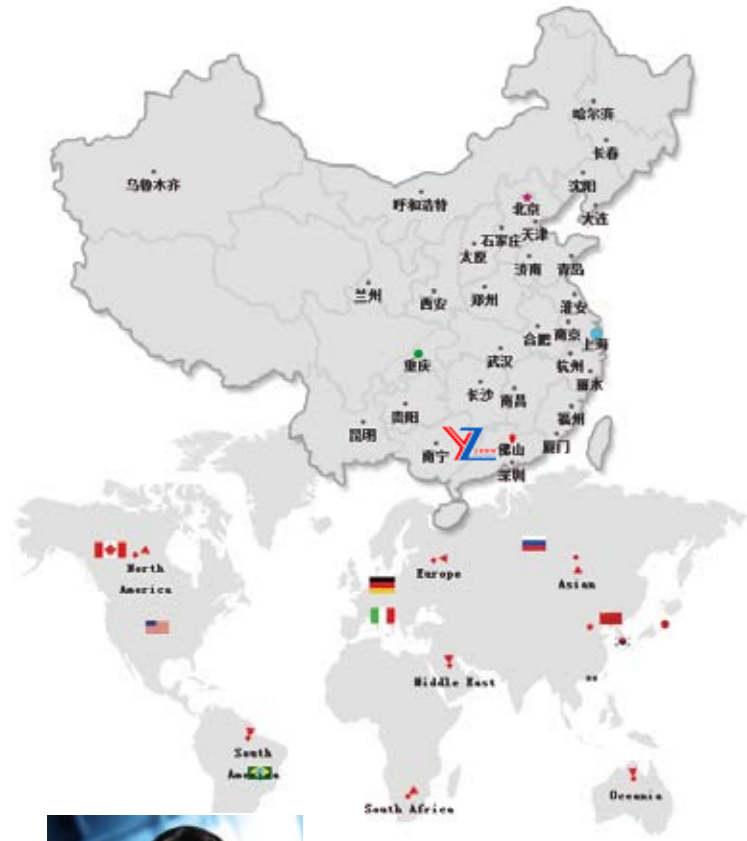 哈尔滨
长春
乌鲁木齐
沈阳
呼和浩特
北京
大连
天津
石家庄
太原
济南
青岛
兰州
西安
郑州
淮安
合肥
南京
上海
重庆
武汉
杭州
丽水
长沙
南昌
贵阳
福州
昆明
YZ
佛山
厦门
南宁
深圳
North
America
Europe
Asian
Middle East
South
America
South Africa
Oceania